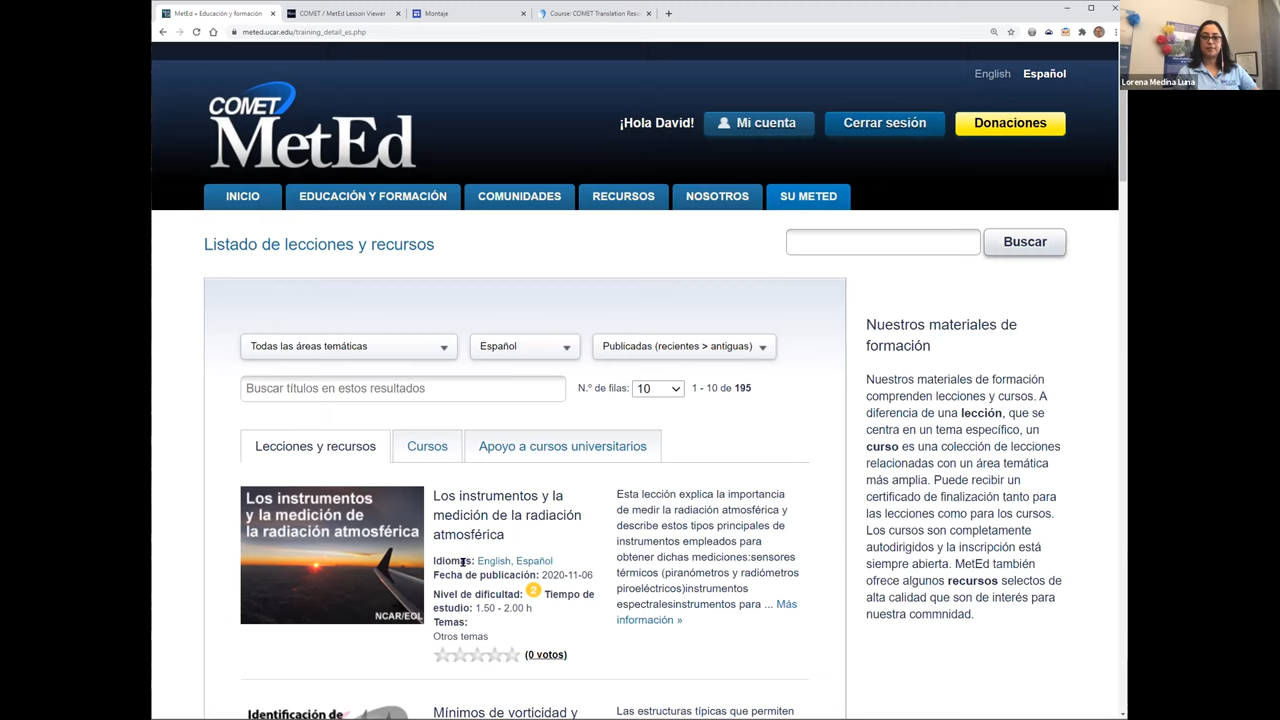 MetEd » Educación y formación
COMET / MetEd Lesson Viewer
Montaje
Course: COMET Translation Res
meted.ucar.edu/training_detail_es.php
Lorena Medina Luna
English Español
COMET
MetEd
¡Hola David! Mi cuenta Cerrar sesión Donaciones
INICIO EDUCACIÓN Y FORMACIÓN COMUNIDADES RECURSOS NOSOTROS SU METED
Listado de lecciones y recursos
Buscar
Todas las áreas temáticas Español Publicadas (recientes > antiguas)
Buscar títulos en estos resultados N.º de filas: 10 1 - 10 de 195
Lecciones y recursos Cursos Apoyo a cursos universitarios
Los instrumentos
y la medición de
la radiación atmosférica
NCAR/EOL
Los instrumentos y la
medición de la radiación
atmosférica
Idiomas: English, Español
Fecha de publicación: 2020-11-06
Nivel de dificultad: 2 Tiempo de
estudio: 1.50 - 2.00 h
Temas:
Otros temas
(0 votos)
Esta lección explica la importancia
de medir la radiación atmosférica y
describe estos tipos principales de
instrumentos empleados para
obtener dichas mediciones:sensores
térmicos (piranómetros y radiómetros
piroeléctricos)instrumentos
espectralesinstrumentos para ... Más
información »
Nuestros materiales de
formación
Nuestros materiales de formación
comprenden lecciones y cursos. A
diferencia de una lección, que se
centra en un tema específico, un
curso es una colección de lecciones
relacionadas con un área temática
más amplia. Puede recibir un
certificado de finalización tanto para
las lecciones como para los cursos.
Los cursos son completamente
autodirigidos y la inscripción está
siempre abierta. MetEd también
ofrece algunos recursos selectos de
alta calidad que son de interés para
nuestra commnidad.
Identificación de
Mínimos de vorticidad y
Las estructuras típicas que permiten